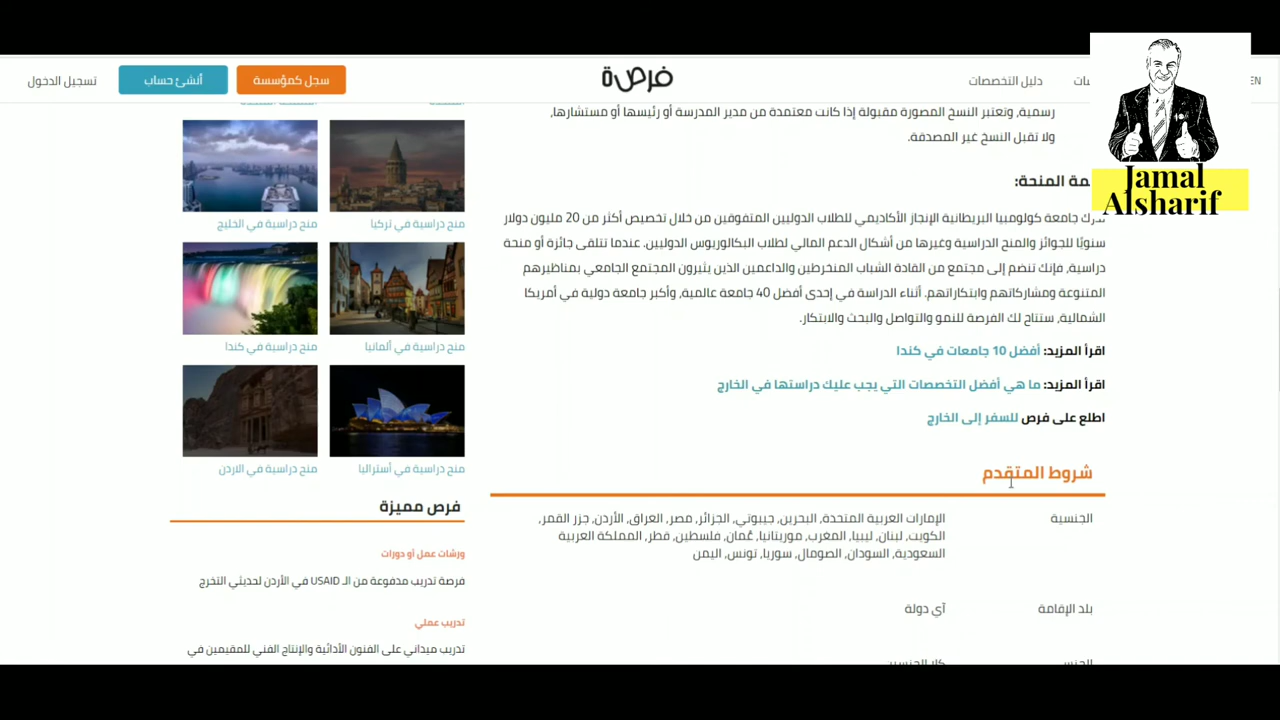 EN
دليل التخصصات
فرصة
سجل كمؤسسة
أنشئ حساب
تسجيل الدخول
Jamal
Alsharif
رسمية، وتعتبر النسخ المصورة مقبولة إذا كانت معتمدة من مدير المدرسة أو رئيسها أو مستشارها،
ولا تقبل النسخ غير المصدقة.
المنحة:
جامعة كولومبيا البريطانية الإنجاز الأكاديمي للطلاب الدوليين المتفوقين من خلال تخصيص أكثر من 20 مليون دولار
سنويًا للجوائز والمنح الدراسية وغيرها من أشكال الدعم المالي لطلاب البكالوريوس الدوليين. عندما تتلقى جائزة أو منحة
دراسية، فإنك تنضم إلى مجتمع من القادة الشباب المنخرطين والداعمين الذين يثيرون المجتمع الجامعي بمناظيرهم
المتنوعة ومشاركاتهم وابتكاراتهم. أثناء الدراسة في إحدى أفضل 40 جامعة عالمية، وأكبر جامعة دولية في أمريكا
الشمالية، ستتاح لك الفرصة للنمو والتواصل والبحث والابتكار.
اقرأ المزيد: أفضل 10 جامعات في كندا
اقرأ المزيد: ما هي أفضل التخصصات التي يجب عليك دراستها في الخارج
اطلع على فرص للسفر إلى الخارج
شروط المتقدم
الجنسية
الإمارات العربية المتحدة, البحرين, جيبوتي, الجزائر, مصر, العراق, الأردن, جزر القمر,
الكويت, لبنان, ليبيا, المغرب, موريتانيا, عُمان, فلسطين, قطر, المملكة العربية
السعودية, السودان, الصومال, سوريا, تونس, اليمن
بلد الإقامة
آي دولة
منح دراسية في تركيا
منح دراسية في الخليج
منح دراسية في ألمانيا
منح دراسية في كندا
منح دراسية في أستراليا
منح دراسية في الاردن
فرص مميزة
ورشات عمل أو دورات
فرصة تدريب مدفوعة من الـ USAID في الأردن لحديثي التخرج
تدريب عملي
تدريب ميداني على الفنون الأدائية والإنتاج الفني للمقيمين في